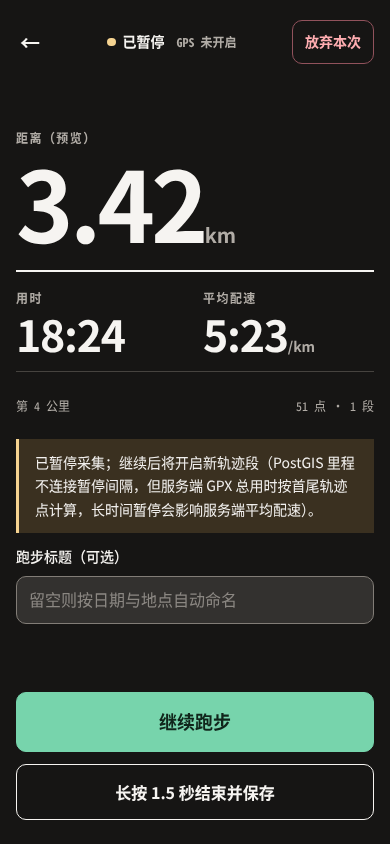 ← 已暂停 GPS 未开启 放弃本次
距离（预览）
3.42km
用时 平均配速
18:24 5:23/km
第 4 公里 51 点 · 1 段
已暂停采集；继续后将开启新轨迹段（PostGIS 里程
不连接暂停间隔，但服务端 GPX 总用时按首尾轨迹
点计算，长时间暂停会影响服务端平均配速）。
跑步标题（可选）
留空则按日期与地点自动命名
继续跑步
长按 1.5 秒结束并保存